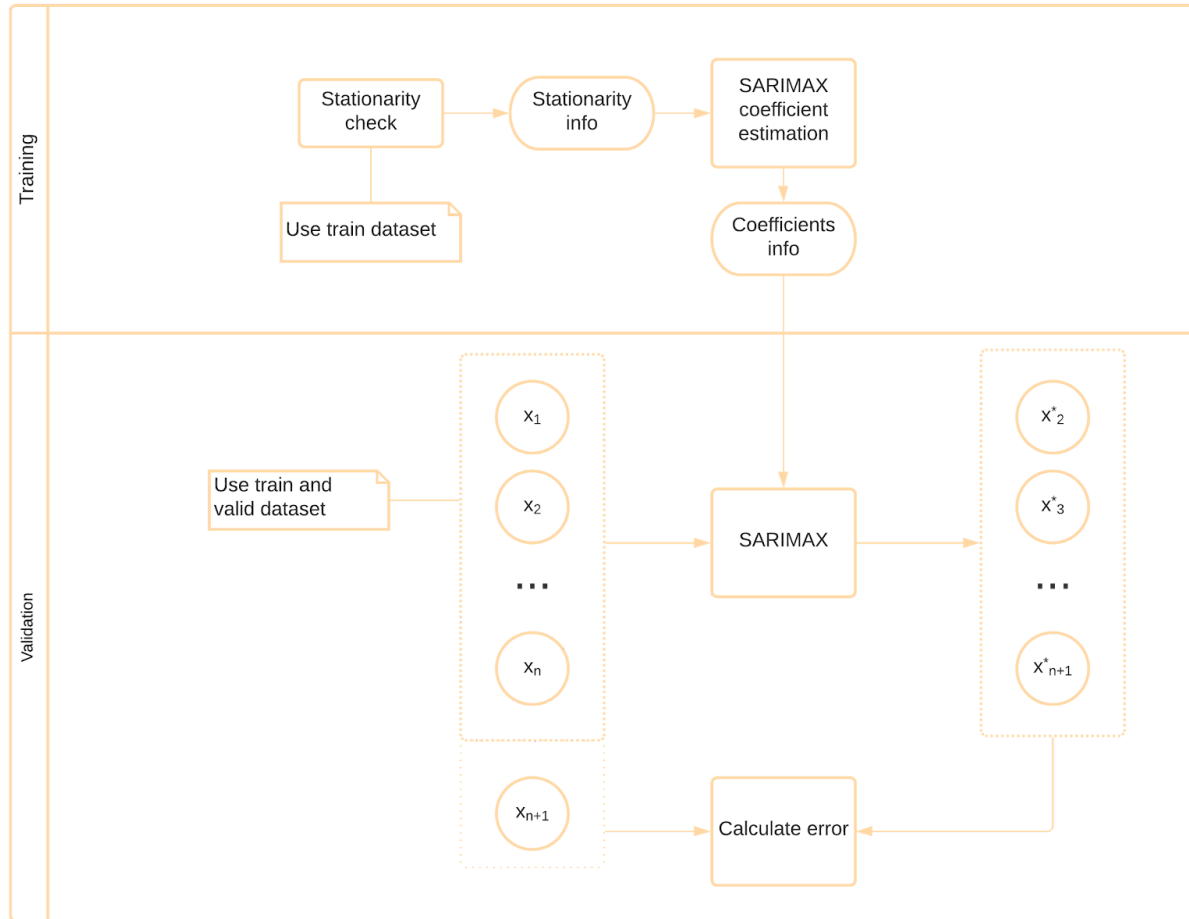 Training
Stationarity
check
Stationarity
info
SARIMAX
coefficient
estimation
Use train dataset
Coefficients
info
Validation
x1
x2
...
xn
xn+1
Use train and
valid dataset
SARIMAX
x*2
x*3
...
x*n+1
Calculate error